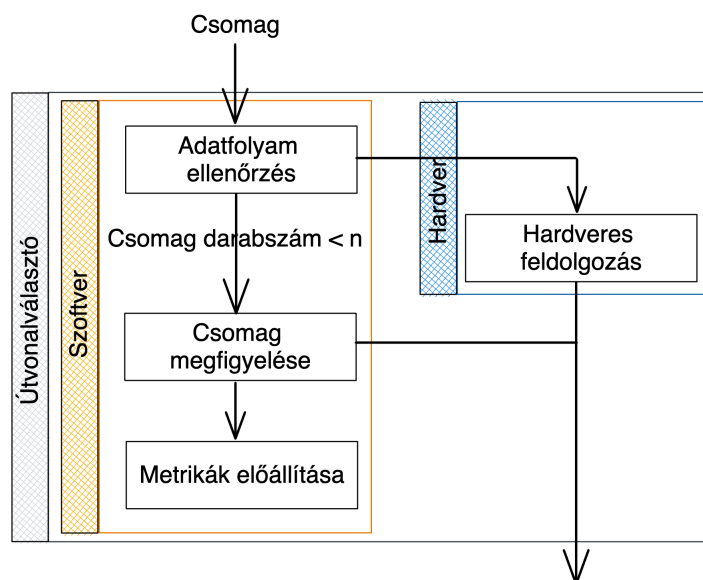 Csomag
Útvonalválasztó
Szoftver
Adatfolyam
ellenőrzés
Csomag darabszám < n
Csomag
megfigyelése
Metrikák előállítása
Hardver
Hardveres
feldolgozás